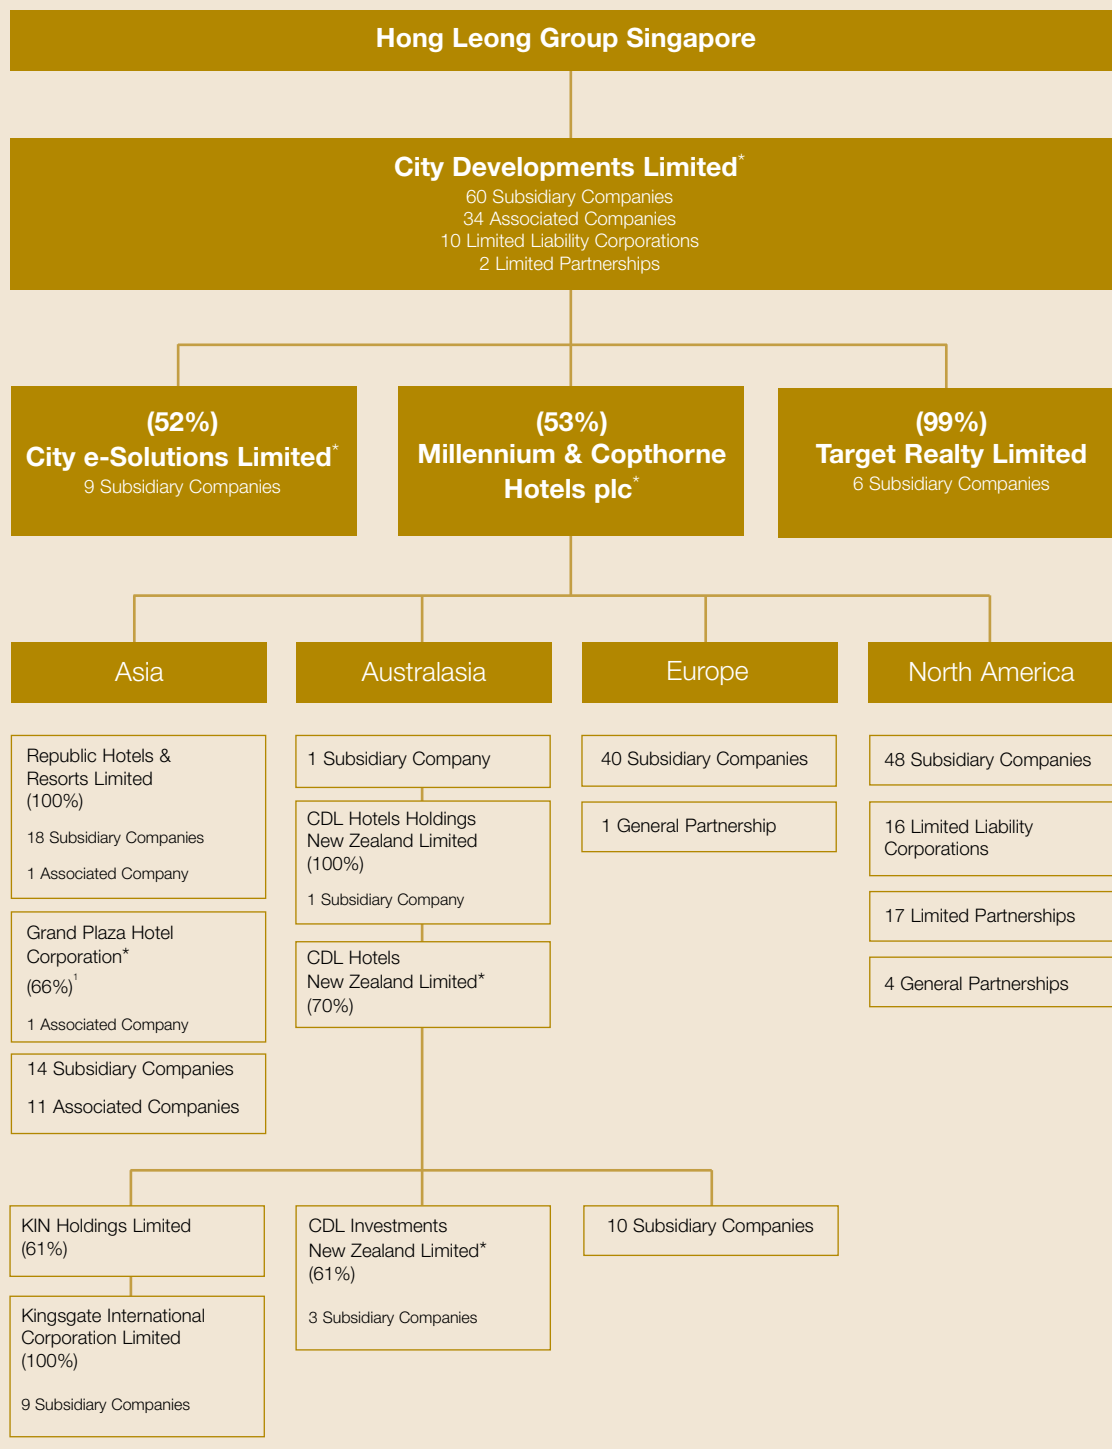 Hong Leong Group Singapore
City Developments Limited*
60 Subsidiary Companies
34 Associated Companies
10 Limited Liability Corporations
2 Limited Partnerships
(52%)
City e-Solutions Limited*
9 Subsidiary Companies
(53%)
Millennium & Copthorne
Hotels plc*
(99%)
Target Realty Limited
6 Subsidiary Companies
Asia
Australasia
Europe
North America
Republic Hotels &
Resorts Limited
(100%)
18 Subsidiary Companies
1 Associated Company
Grand Plaza Hotel
Corporation*
(66%)¹
1 Associated Company
14 Subsidiary Companies
11 Associated Companies
1 Subsidiary Company
CDL Hotels Holdings
New Zealand Limited
(100%)
1 Subsidiary Company
CDL Hotels
New Zealand Limited*
(70%)
40 Subsidiary Companies
1 General Partnership
48 Subsidiary Companies
16 Limited Liability
Corporations
17 Limited Partnerships
4 General Partnerships
KIN Holdings Limited
(61%)
Kingsgate International
Corporation Limited
(100%)
9 Subsidiary Companies
CDL Investments
New Zealand Limited*
(61%)
3 Subsidiary Companies
10 Subsidiary Companies